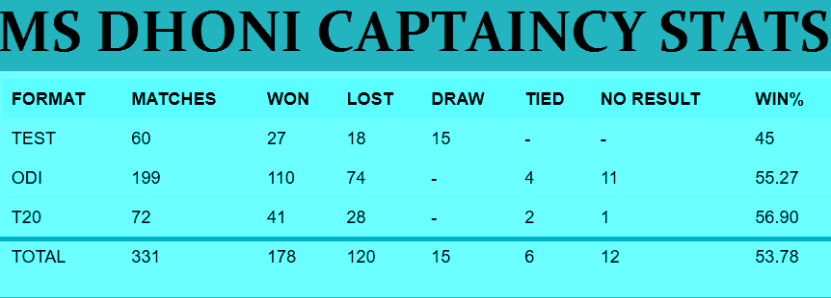 MS DHONI CAPTAINCY STATS
FORMAT MATCHES WON LOST DRAW TIED NO RESULT WIN%
TEST 60 27 18 15 - - 45
ODI 199 110 74 - 4 11 55.27
T20 72 41 28 - 2 1 56.90
TOTAL 331 178 120 15 6 12 53.78